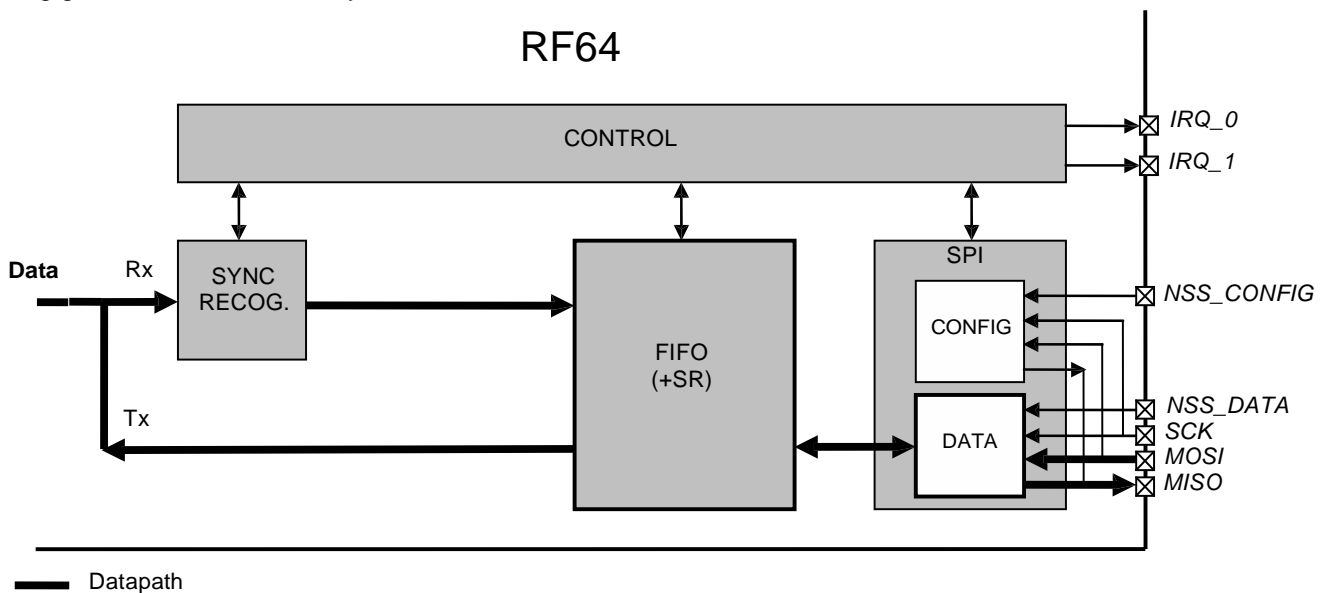 RF64
CONTROL
IRQ_0
IRQ_1
Data
Rx
SYNC
RECOG.
FIFO
(+SR)
SPI
CONFIG
NSS_CONFIG
Tx
DATA
NSS_DATA
SCK
MOSI
MISO
Datapath